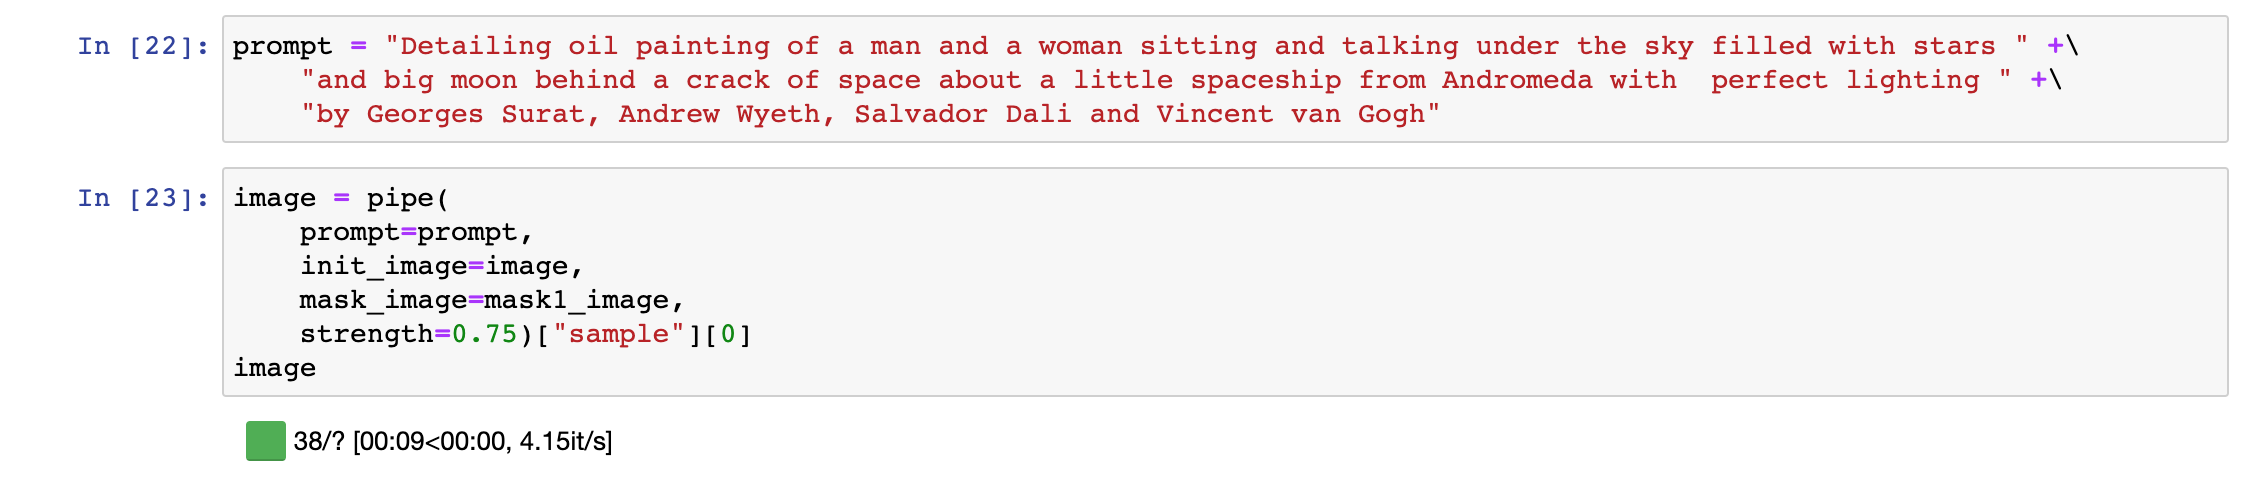 In [22]: prompt = "Detailing oil painting of a man and a woman sitting and talking under the sky filled with stars " +\
    "and big moon behind a crack of space about a little spaceship from Andromeda with  perfect lighting " +\
    "by Georges Surat, Andrew Wyeth, Salvador Dali and Vincent van Gogh"
In [23]: image = pipe(
    prompt=prompt,
    init_image=image,
    mask_image=mask1_image,
    strength=0.75)["sample"][0]
image
38/? [00:09<00:00, 4.15it/s]